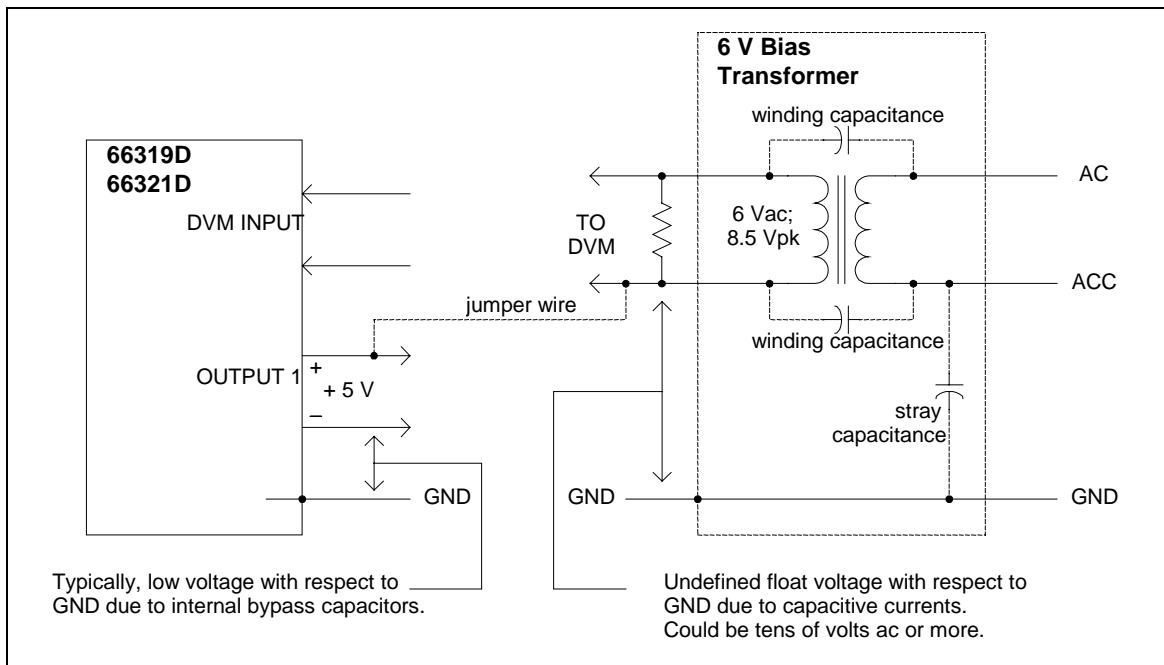 6 V Bias
Transformer
winding capacitance
66319D
66321D
DVM INPUT
TO
DVM
6 Vac;
8.5 Vpk
AC
ACC
jumper wire
winding capacitance
OUTPUT 1
+
+ 5 V
–
stray
capacitance
GND
GND
GND
Typically, low voltage with respect to
GND due to internal bypass capacitors.
Undefined float voltage with respect to
GND due to capacitive currents.
Could be tens of volts ac or more.